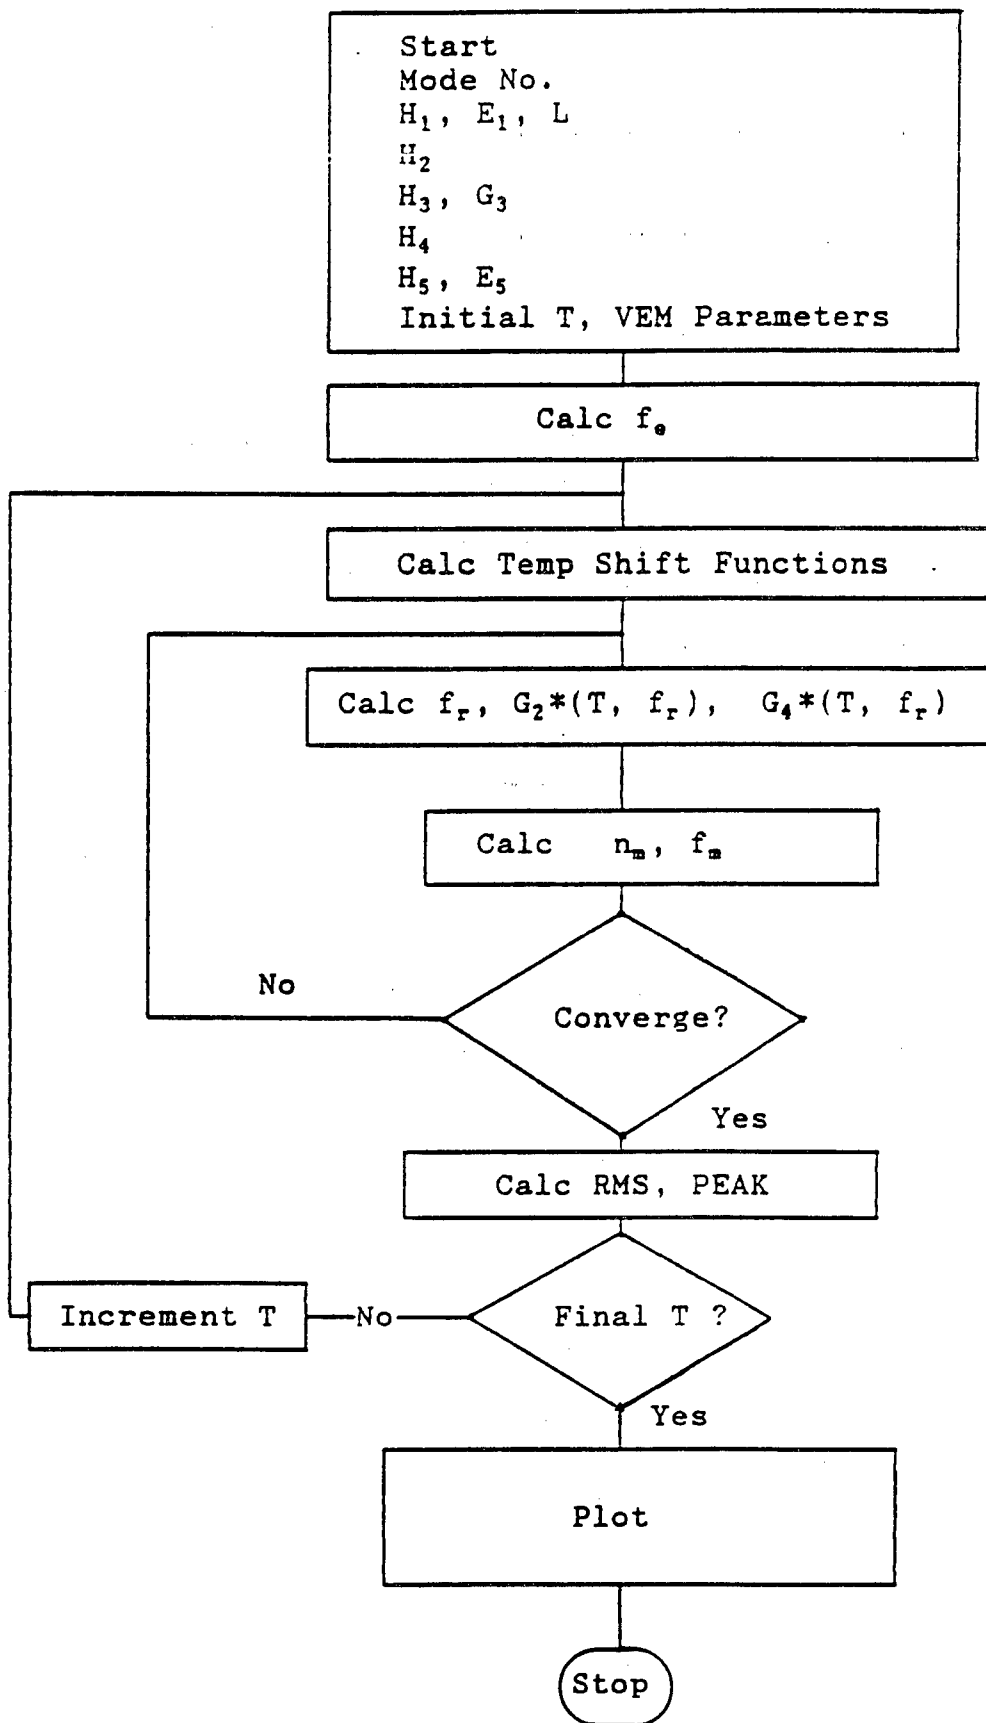 Start
Mode No.
H₁, E₁, L
H₂
H₃, G₃
H₄
H₅, E₅
Initial T, VEM Parameters
Calc fₑ
Calc Temp Shift Functions
Calc fᵣ, G₂*(T, fᵣ), G₄*(T, fᵣ)
Calc nₘ, fₘ
Converge?
No
Yes
Calc RMS, PEAK
Final T ?
No
Increment T
Yes
Plot
Stop